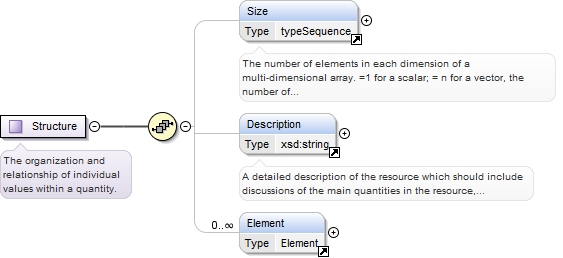 Size
Type typeSequence
The number of elements in each dimension of a
multi-dimensional array. =1 for a scalar; = n for a vector, the
number of...
Structure
The organization and
relationship of individual
values within a quantity.
Description
Type xsd:string
A detailed description of the resource which should include
discussions of the main quantities in the resource,...
0..∞
Element
Type Element